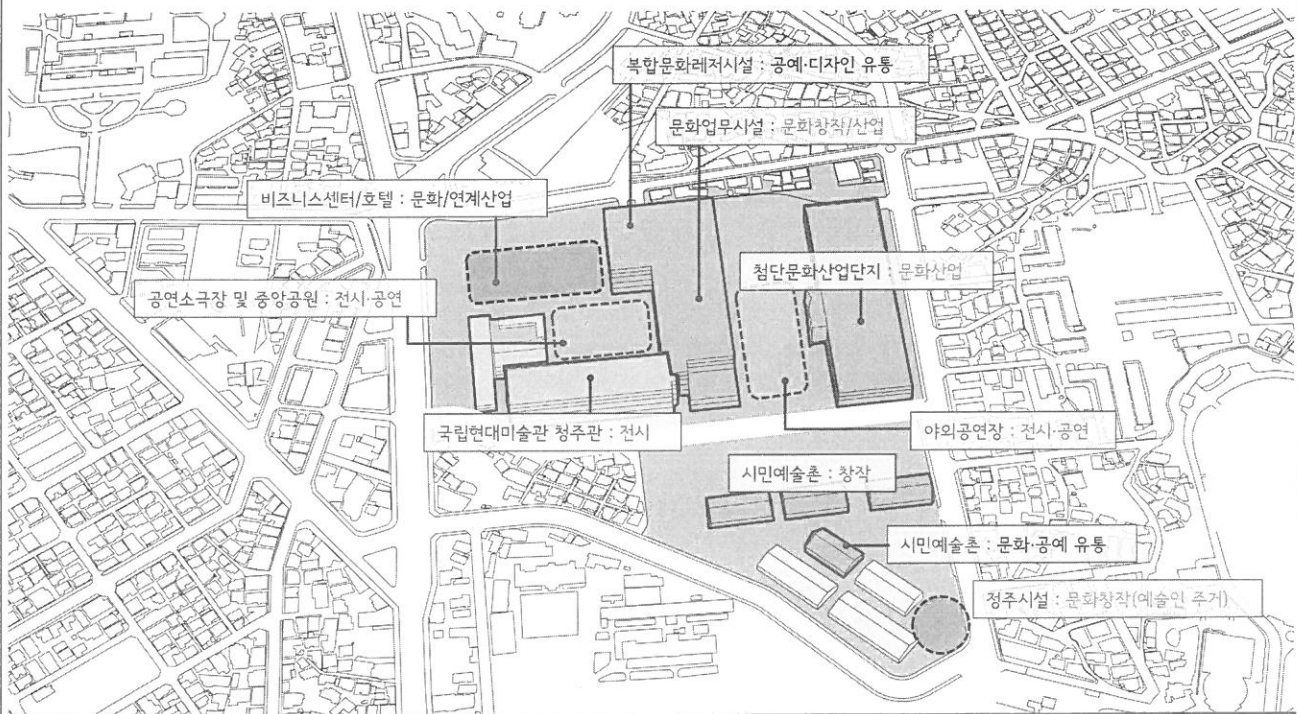 복합문화레저시설 : 공예·디자인 유통
문화업무시설 : 문화창작/산업
비즈니스센터/호텔 : 문화/연계산업
첨단문화산업단지 : 문화산업
공연소극장 및 중앙공원 : 전시·공연
국립현대미술관 청주관 : 전시
야외공연장 : 전시·공연
시민예술촌 : 창작
시민예술촌 : 문화·공예 유통
정주시설 : 문화창작(예술인 주거)